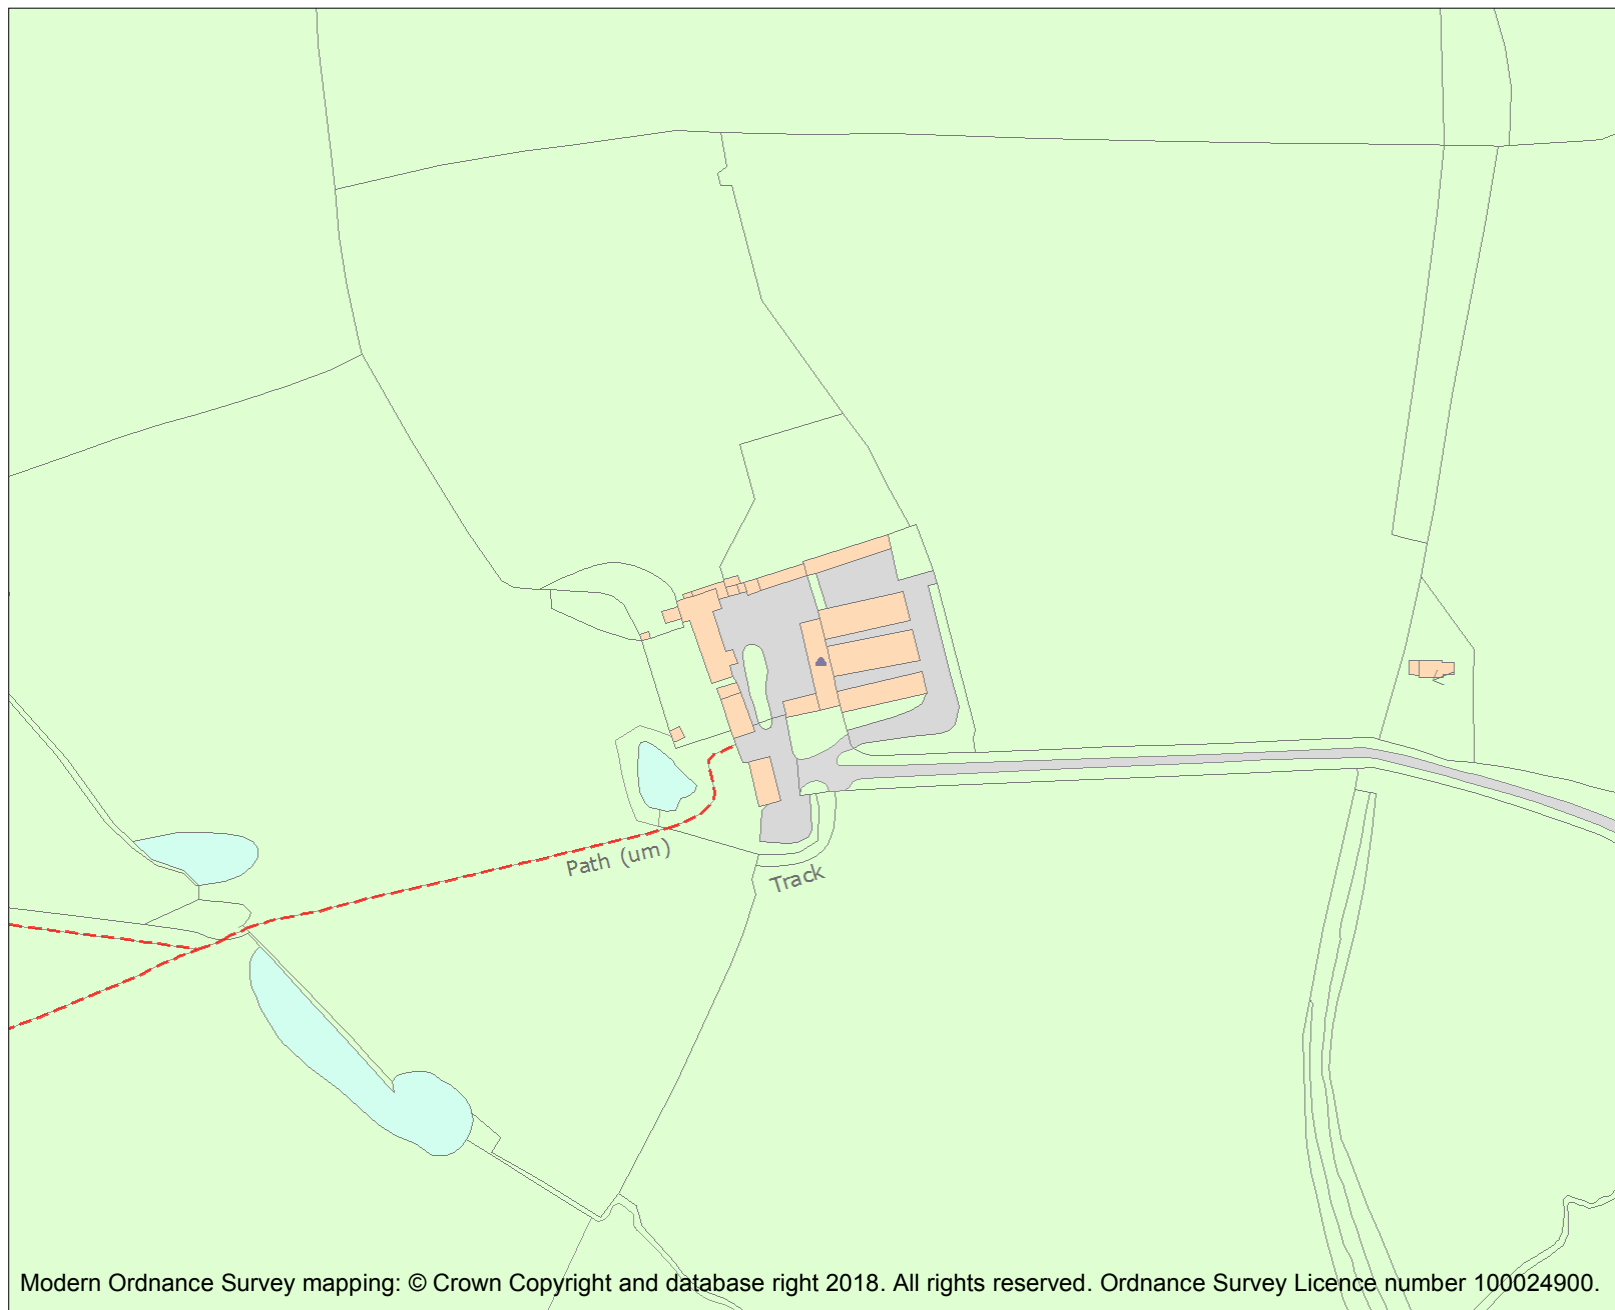 Path (um)
Track
Modern Ordnance Survey mapping: © Crown Copyright and database right 2018. All rights reserved. Ordnance Survey Licence number 100024900.